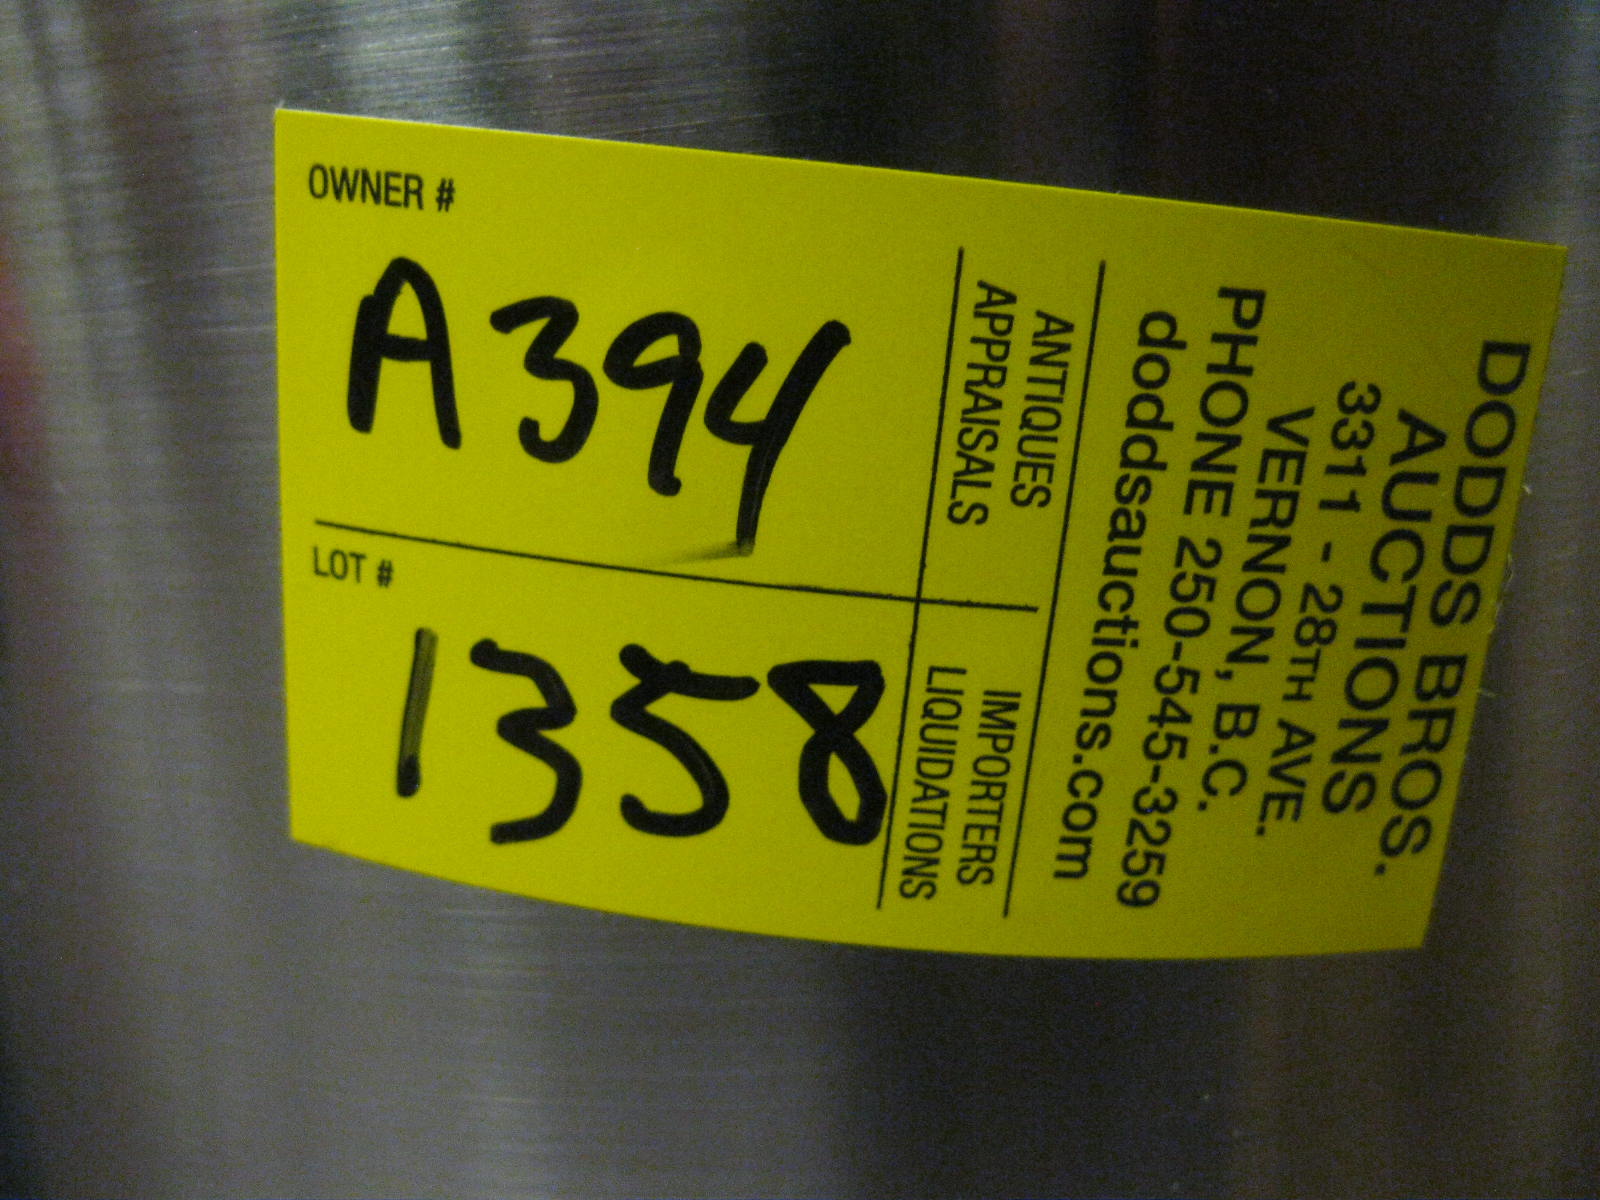 OWNER #
A394
LOT #
1358
ANTIQUES
APPRAISALS
IMPORTERS
LIQUIDATIONS
DODDS BROS.
AUCTIONS
3311 - 28TH AVE.
VERNON, B.C.
PHONE 250-545-3259
doddsauctions.com